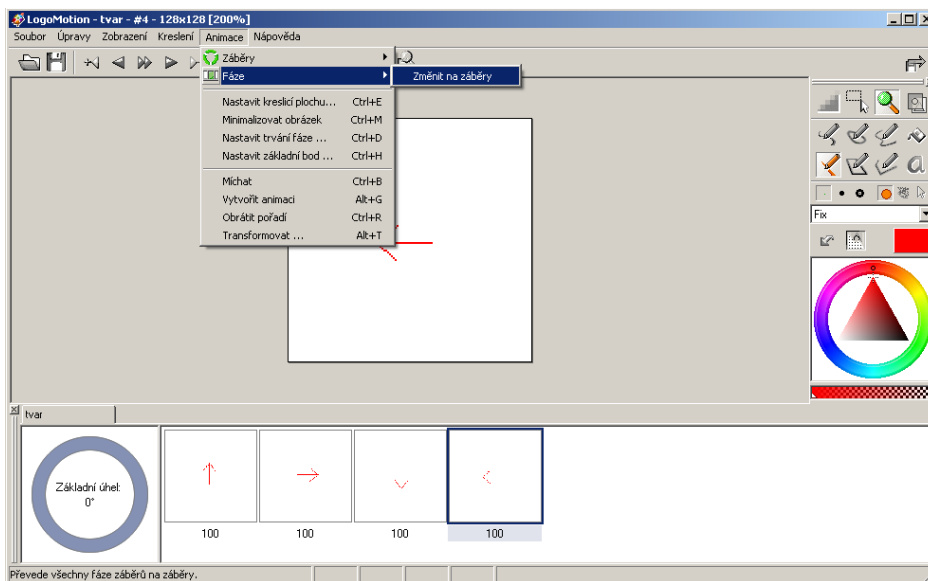 LogoMotion - tvar - #4 - 128x128 [200%]
Soubor Úpravy Zobrazení Kreslení Animace Nápověda
Záběry
Fáze
Změnit na záběry
Nastavit kreslicí plochu... Ctrl+E
Minimalizovat obrázek Ctrl+M
Nastavit trvání fáze ... Ctrl+D
Nastavit základní bod ... Ctrl+H
Míchat Ctrl+B
Vytvořit animaci Alt+G
Obrátit pořadí Ctrl+R
Transformovat ... Alt+T
Fix
tvar
Základní úhel:
0°
100 100 100 100
Převede všechny fáze záběrů na záběry.